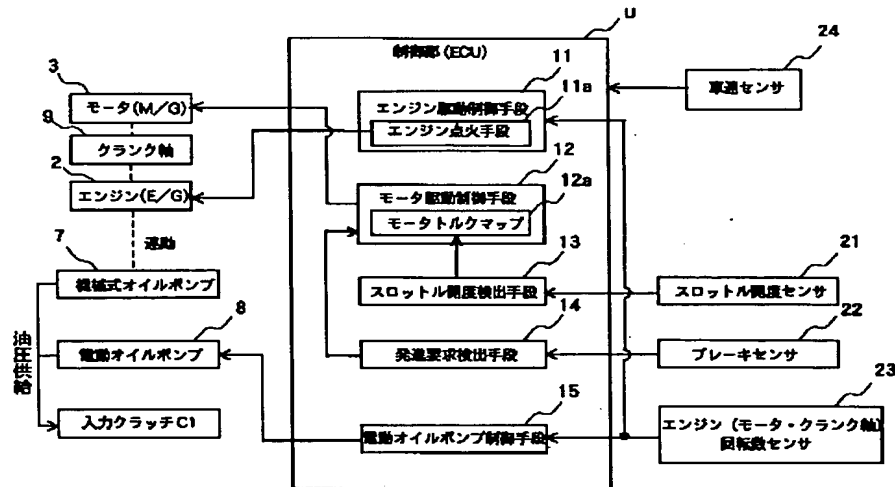 U
制御部(ECU)
24
車速センサ
3
モータ(M/G)
9
クランク軸
2
エンジン(E/G)
連動
7
機械式オイルポンプ
8
電動オイルポンプ
油圧供給
入力クラッチC1
11
エンジン駆動制御手段
11a
エンジン点火手段
12
モータ駆動制御手段
12a
モータトルクマップ
13
スロットル開度検出手段
14
発進要求検出手段
15
電動オイルポンプ制御手段
21
スロットル開度センサ
22
ブレーキセンサ
23
エンジン(モータ・クランク軸)
回転数センサ